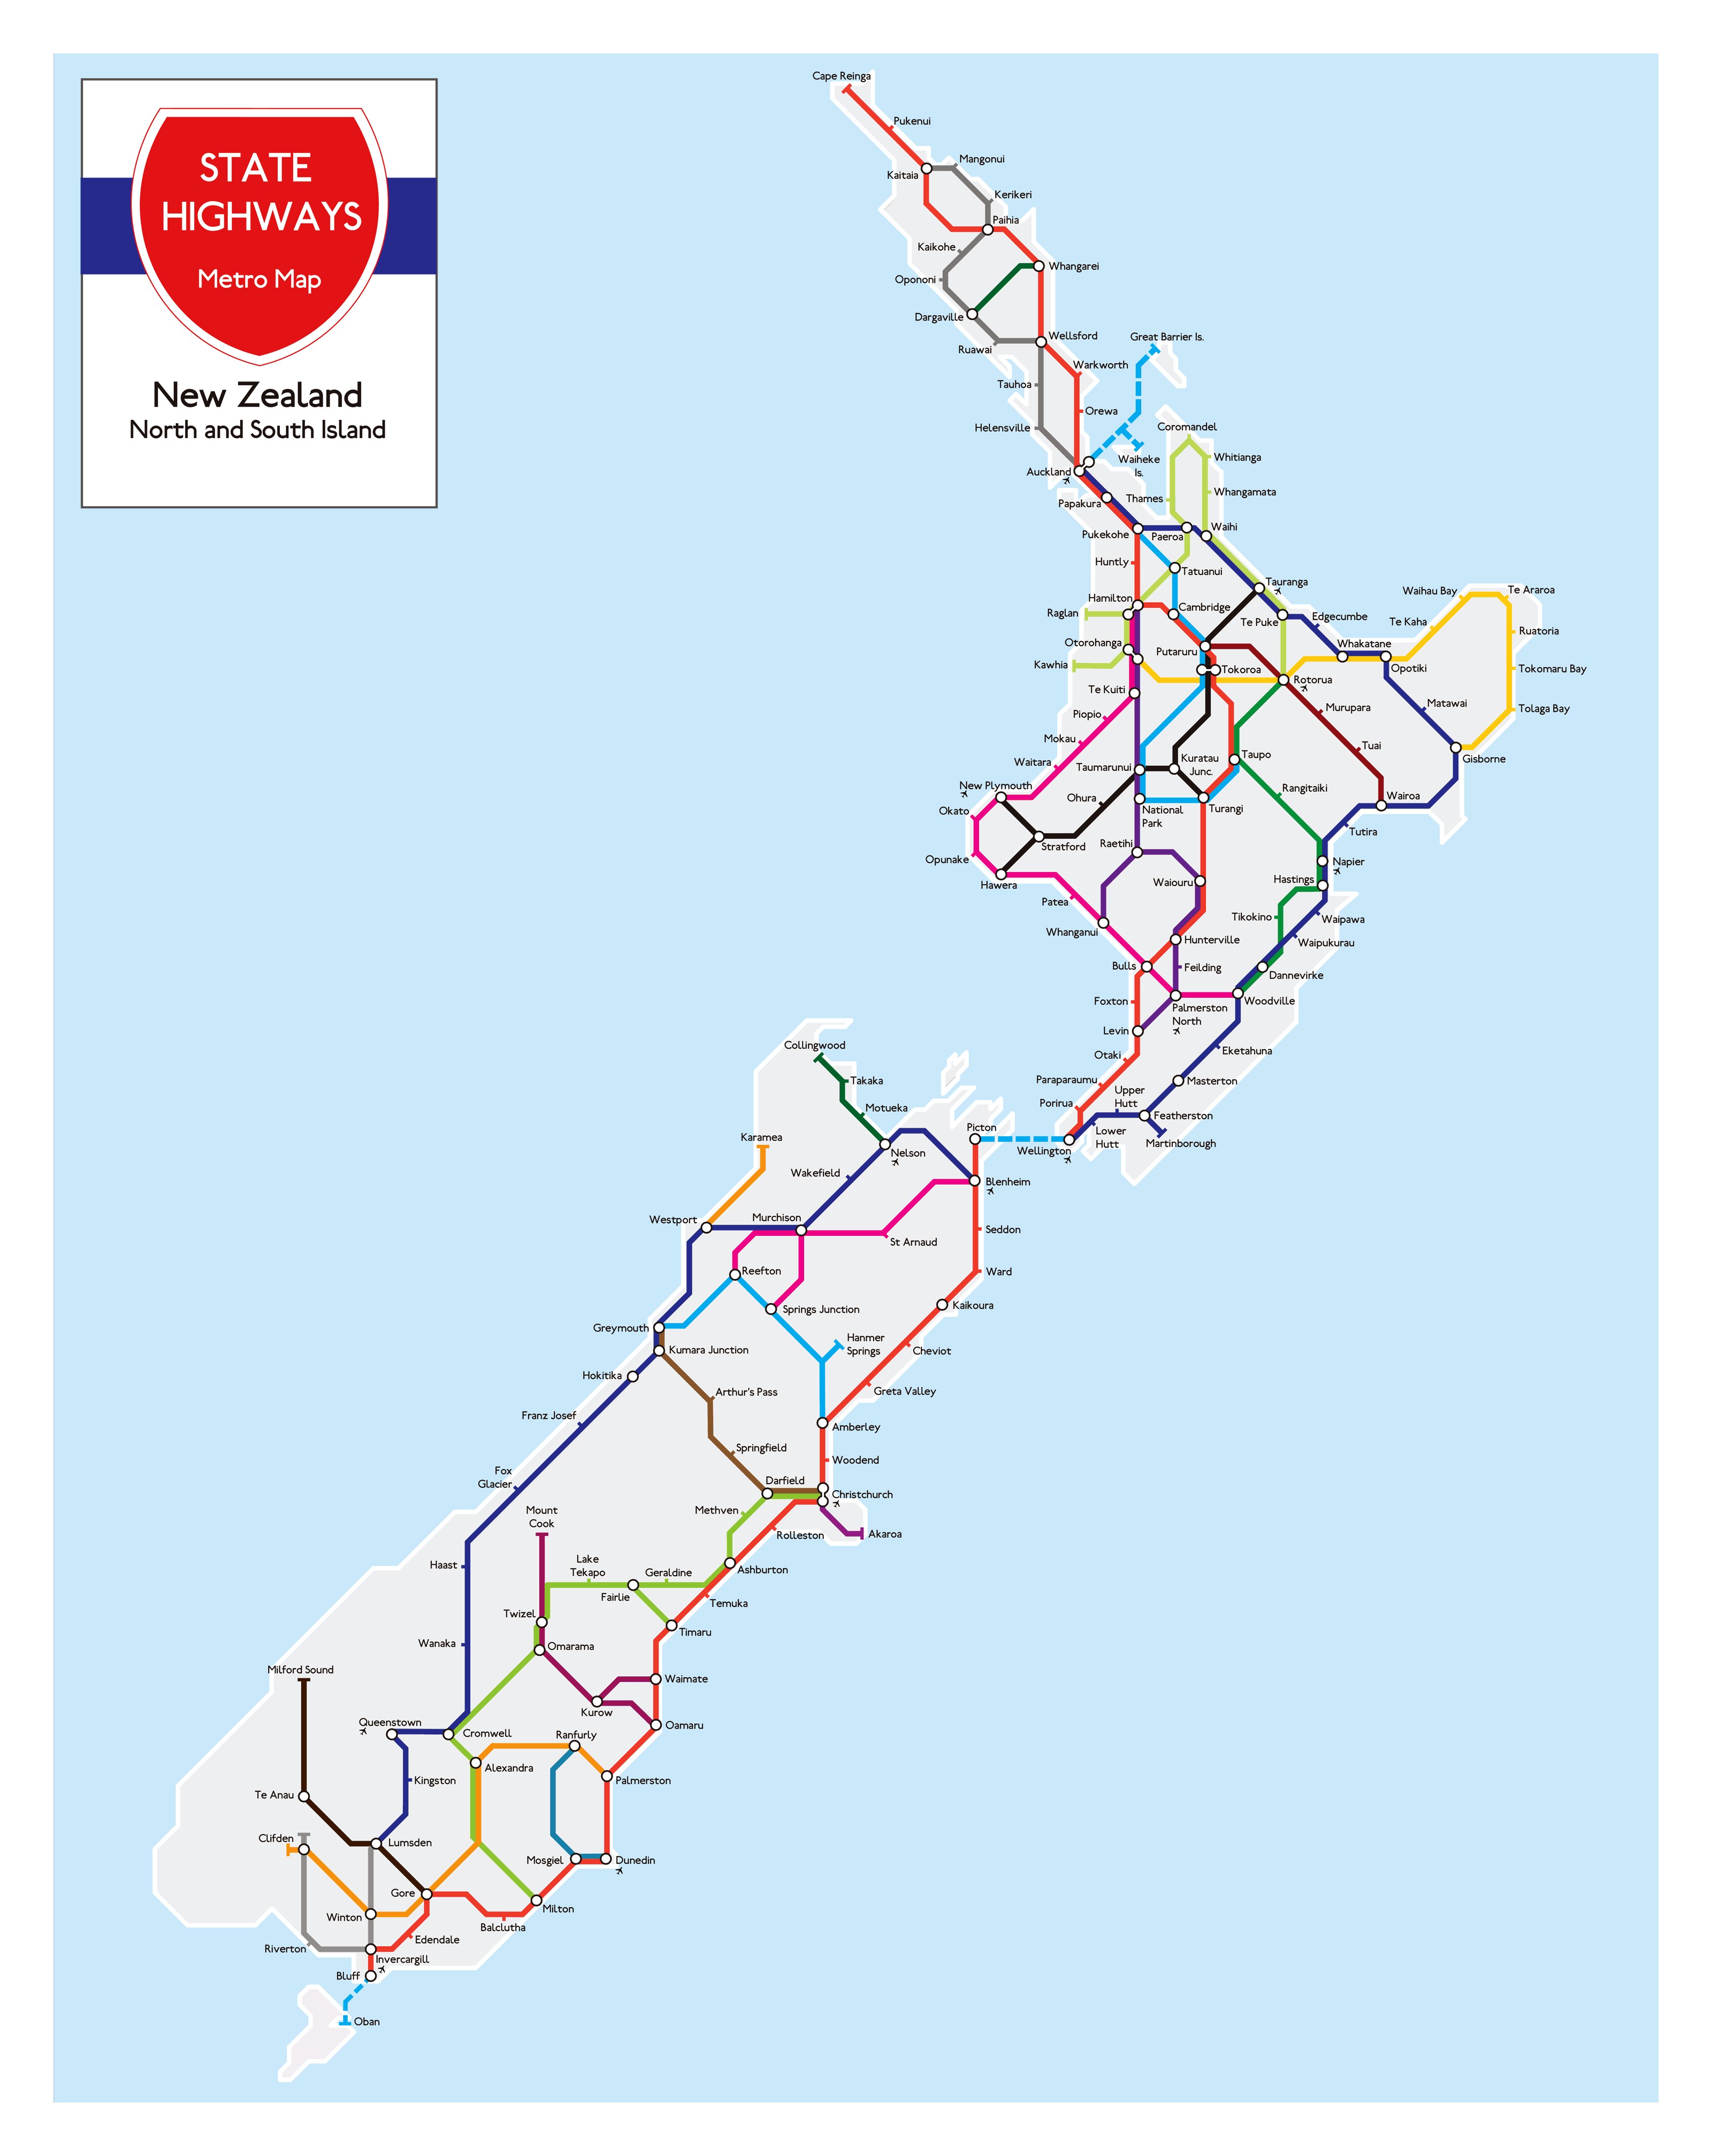 STATE
HIGHWAYS
Metro Map
New Zealand
North and South Island
Cape Reinga
Pukenui
Mangonui
Kaitaia
Kerikeri
Paihia
Kaikohe
Whangarei
Opononi
Dargaville
Wellsford
Ruawai
Great Barrier Is.
Warkworth
Tauhoa
Orewa
Helensville
Coromandel
Waiheke
Is.
Whitianga
Auckland
Whangamata
Thames
Papakura
Waihi
Pukekohe
Paeroa
Huntly
Tatuanui
Tauranga
Hamilton
Cambridge
Raglan
Te Puke
Edgecumbe
Waihau Bay
Te Araroa
Te Kaha
Ruatoria
Otorohanga
Putaruru
Whakatane
Kawhia
Tokoroa
Opotiki
Tokomaru Bay
Te Kuiti
Rotorua
Murupara
Matawai
Tolaga Bay
Piopio
Mokau
Tuai
Waitara
Taumarunui
Kuratau
Junc.
Taupo
Gisborne
New Plymouth
Ohura
Rangitaiki
Wairoa
Okato
National
Park
Turangi
Tutira
Stratford
Raetihi
Opunake
Napier
Hawera
Waiouru
Hastings
Patea
Tikokino
Waipawa
Whanganui
Hunterville
Waipukurau
Bulls
Feilding
Dannevirke
Foxton
Palmerston
North
Woodville
Levin
Otaki
Eketahuna
Paraparaumu
Upper
Hutt
Masterton
Porirua
Featherston
Lower
Hutt
Martinborough
Wellington
Collingwood
Takaka
Motueka
Picton
Karamea
Nelson
Wakefield
Blenheim
Westport
Murchison
St Arnaud
Seddon
Reefton
Ward
Springs Junction
Kaikoura
Greymouth
Hanmer
Springs
Kumara Junction
Cheviot
Hokitika
Arthur's Pass
Greta Valley
Franz Josef
Amberley
Springfield
Woodend
Fox
Glacier
Darfield
Christchurch
Mount
Cook
Methven
Rolleston
Akaroa
Haast
Lake
Tekapo
Geraldine
Ashburton
Fairlie
Temuka
Twizel
Timaru
Wanaka
Omarama
Milford Sound
Waimate
Kurow
Queenstown
Cromwell
Ranfurly
Oamaru
Alexandra
Kingston
Palmerston
Te Anau
Clifden
Lumsden
Mosgiel
Dunedin
Gore
Winton
Balclutha
Milton
Riverton
Edendale
Invercargill
Bluff
Oban